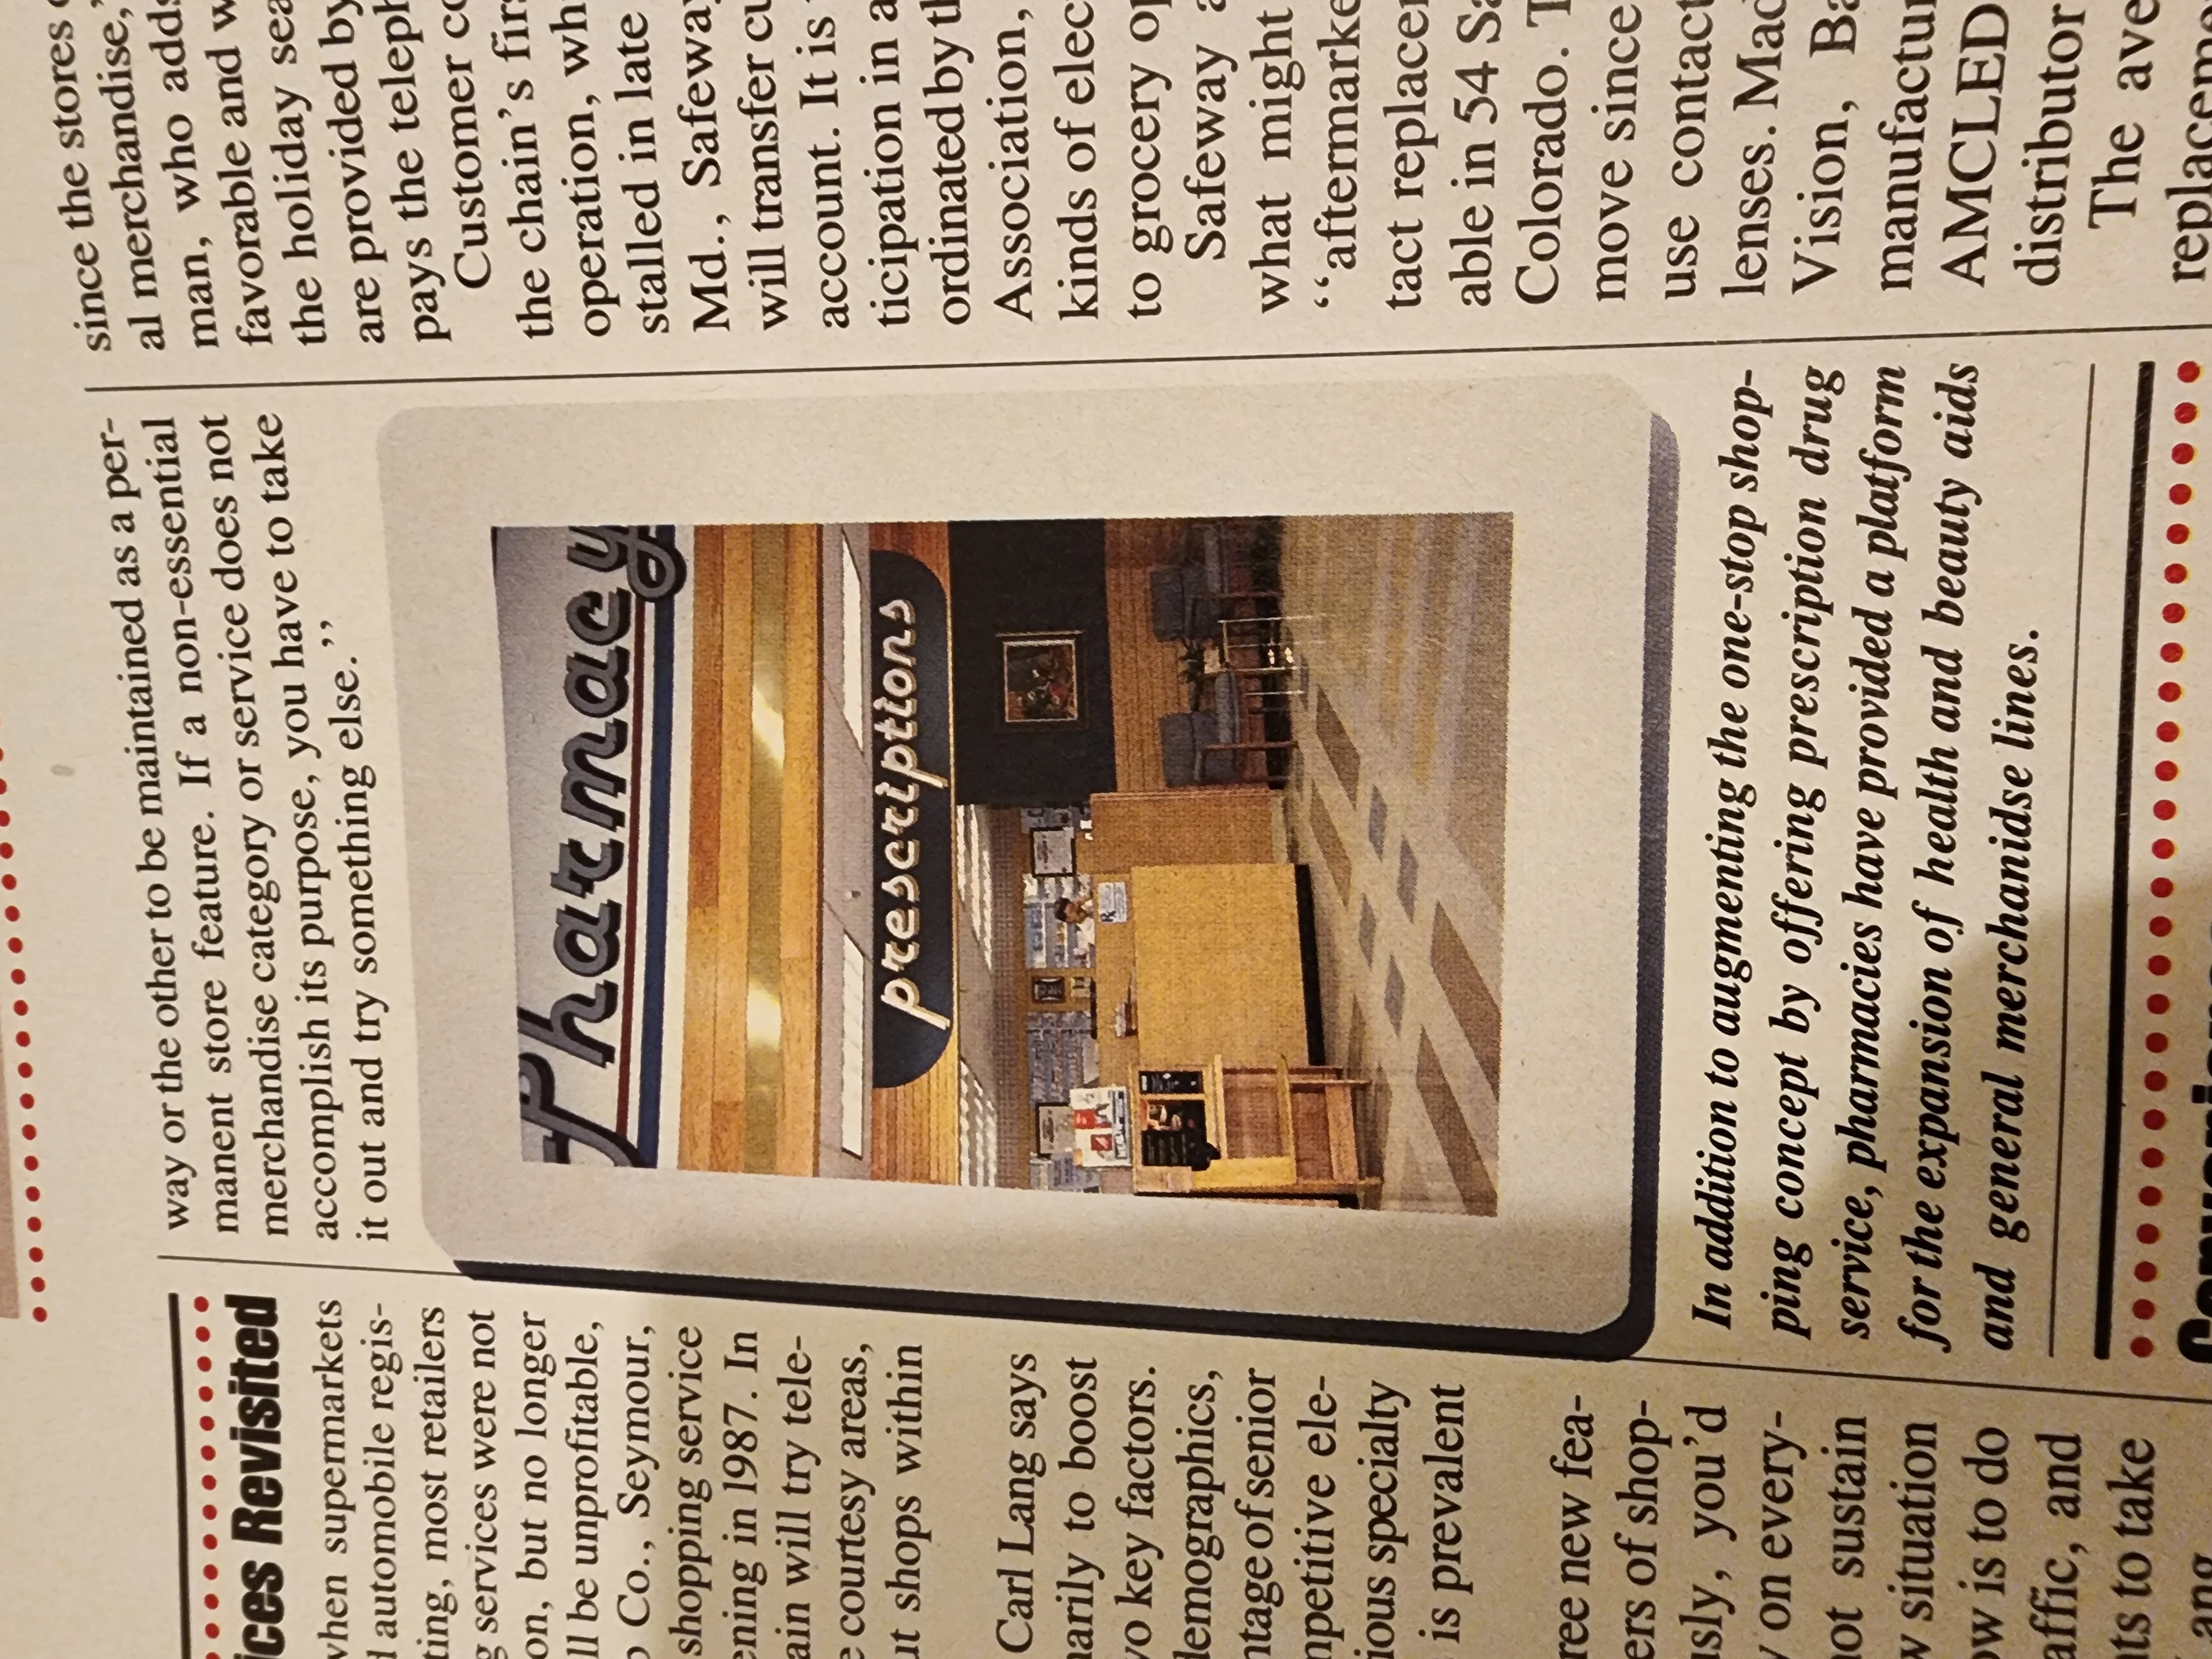 ices Revisited
when supermarkets
automobile regis-
ting, most retailers
services were not
on, but no longer
ll be unprofitable,
Co., Seymour,
shopping service
ening in 1987. In
ain will try tele-
e courtesy areas,
ut shops within
Carl Lang says
marily to boost
vo key factors.
demographics,
ntage of senior
mpetitive ele-
ious specialty
is prevalent
ree new fea-
ers of shop-
usly, you'd
y on every-
not sustain
w situation
ow is to do
affic, and
nts to take
way or the other to be maintained as a per-
manent store feature. If a non-essential
merchandise category or service does not
accomplish its purpose, you have to take
it out and try something else.’’
Pharmacy
prescriptions
In addition to augmenting the one-stop shop-
ping concept by offering prescription drug
service, pharmacies have provided a platform
for the expansion of health and beauty aids
and general merchanidse lines.
since the stores
al merchandise,
man, who adds
favorable and w
the holiday sea
are provided by
pays the teleph
Customer co
the chain's firs
operation, wh
stalled in late
Md., Safeway
will transfer cu
account. It is
ticipation in a
ordinated by th
Association,
kinds of elec
to grocery op
Safeway a
what might
‘‘aftermarke
tact replacer
able in 54 Sa
Colorado. T
move since
use contact
lenses. Mad
Vision, Ba
manufactur
AMCLED
distributor
The ave
replacem